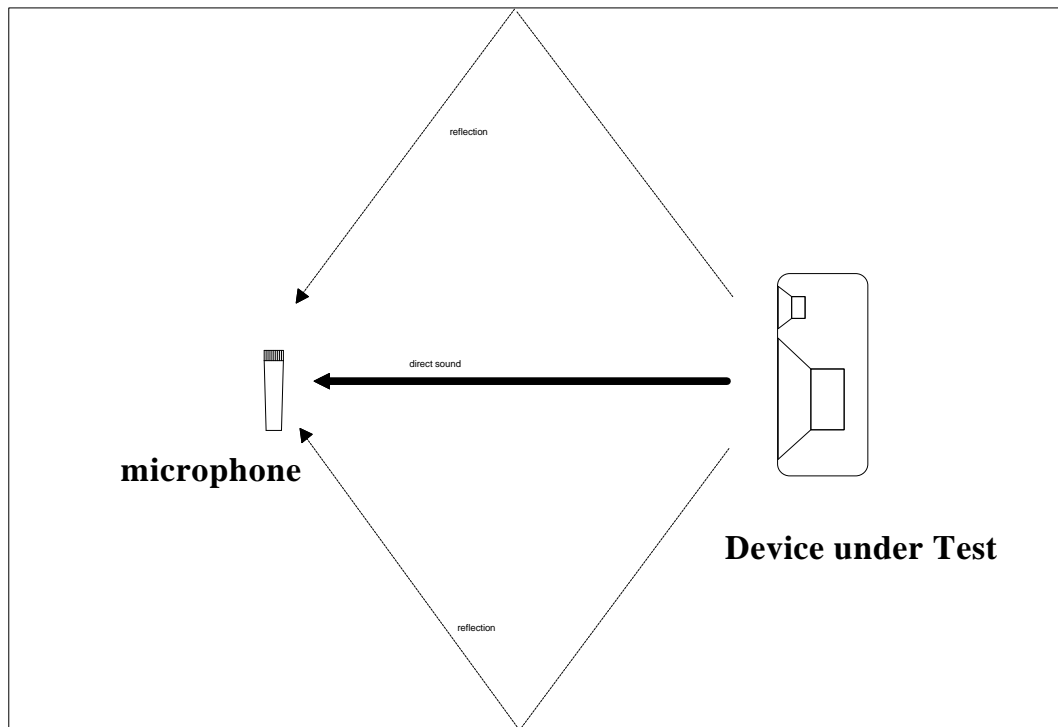 reflection
direct sound
microphone
Device under Test
reflection